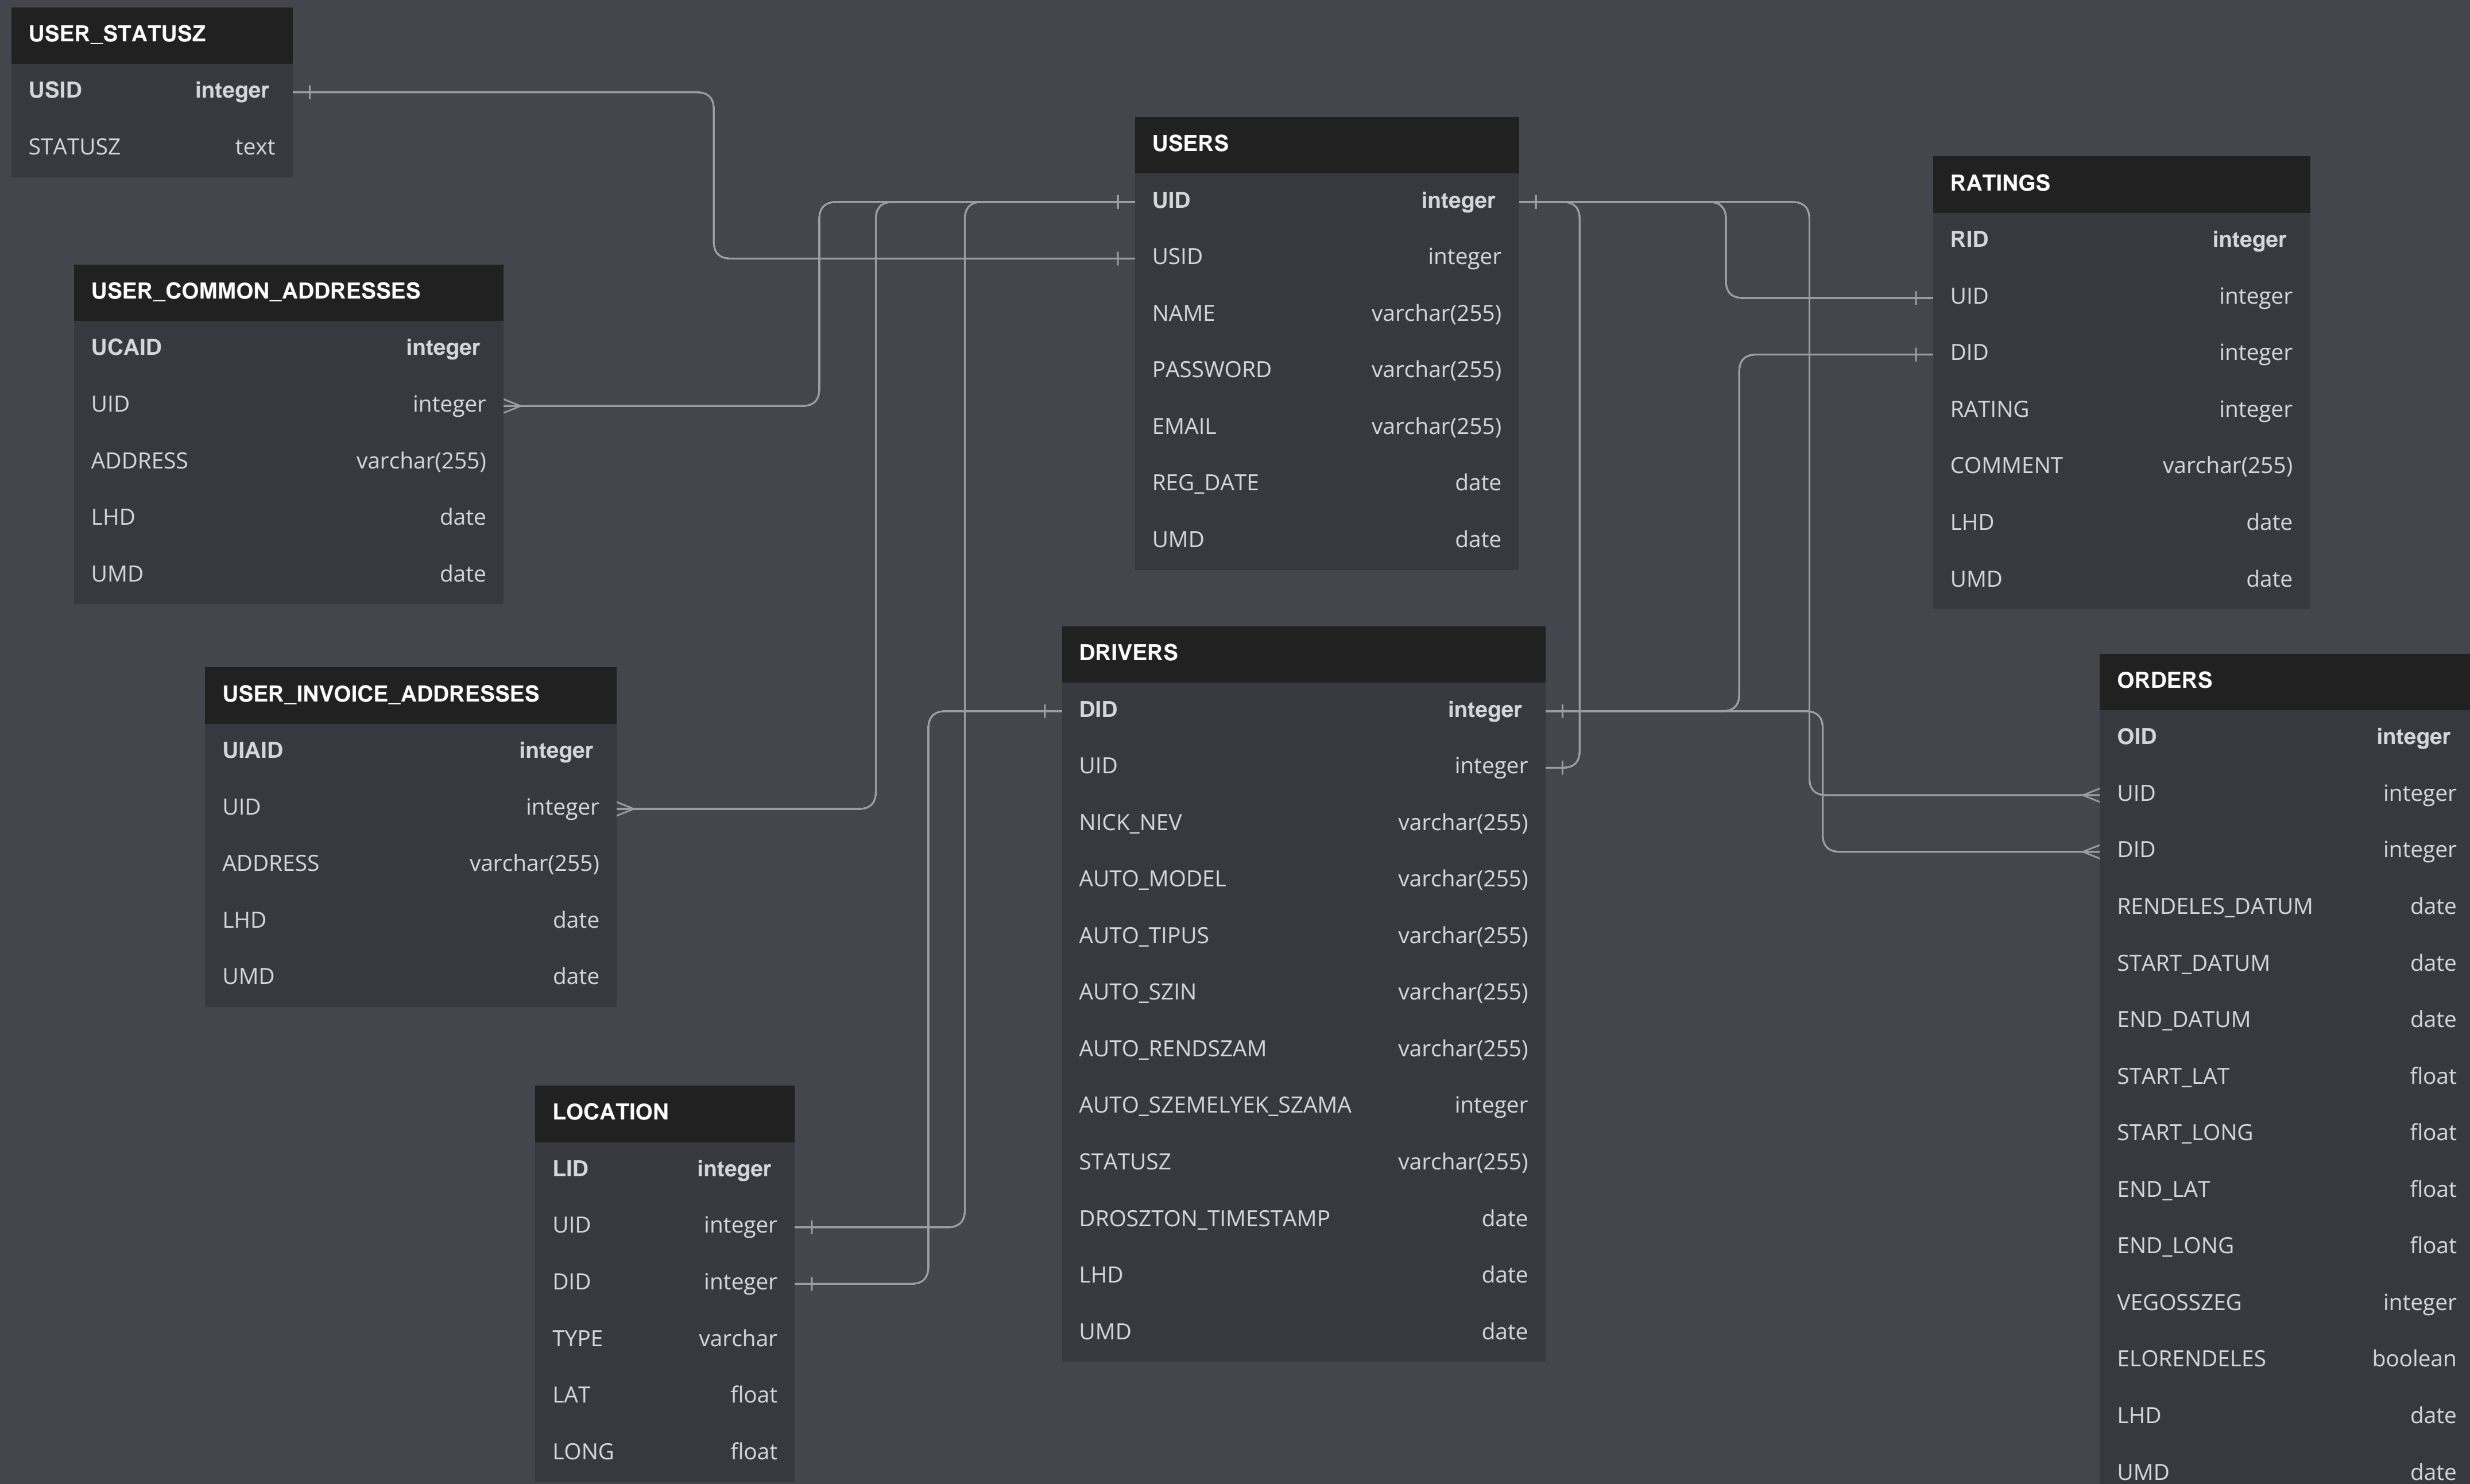 USER_STATUSZ
USID integer
STATUSZ text
USER_COMMON_ADDRESSES
UCAID integer
UID integer
ADDRESS varchar(255)
LHD date
UMD date
USER_INVOICE_ADDRESSES
UIAID integer
UID integer
ADDRESS varchar(255)
LHD date
UMD date
LOCATION
LID integer
UID integer
DID integer
TYPE varchar
LAT float
LONG float
USERS
UID integer
USID integer
NAME varchar(255)
PASSWORD varchar(255)
EMAIL varchar(255)
REG_DATE date
UMD date
DRIVERS
DID integer
UID integer
NICK_NEV varchar(255)
AUTO_MODEL varchar(255)
AUTO_TIPUS varchar(255)
AUTO_SZIN varchar(255)
AUTO_RENDSZAM varchar(255)
AUTO_SZEMELYEK_SZAMA integer
STATUSZ varchar(255)
DROSZTON_TIMESTAMP date
LHD date
UMD date
RATINGS
RID integer
UID integer
DID integer
RATING integer
COMMENT varchar(255)
LHD date
UMD date
ORDERS
OID integer
UID integer
DID integer
RENDELES_DATUM date
START_DATUM date
END_DATUM date
START_LAT float
START_LONG float
END_LAT float
END_LONG float
VEGOSSZEG integer
ELORENDELES boolean
LHD date
UMD date